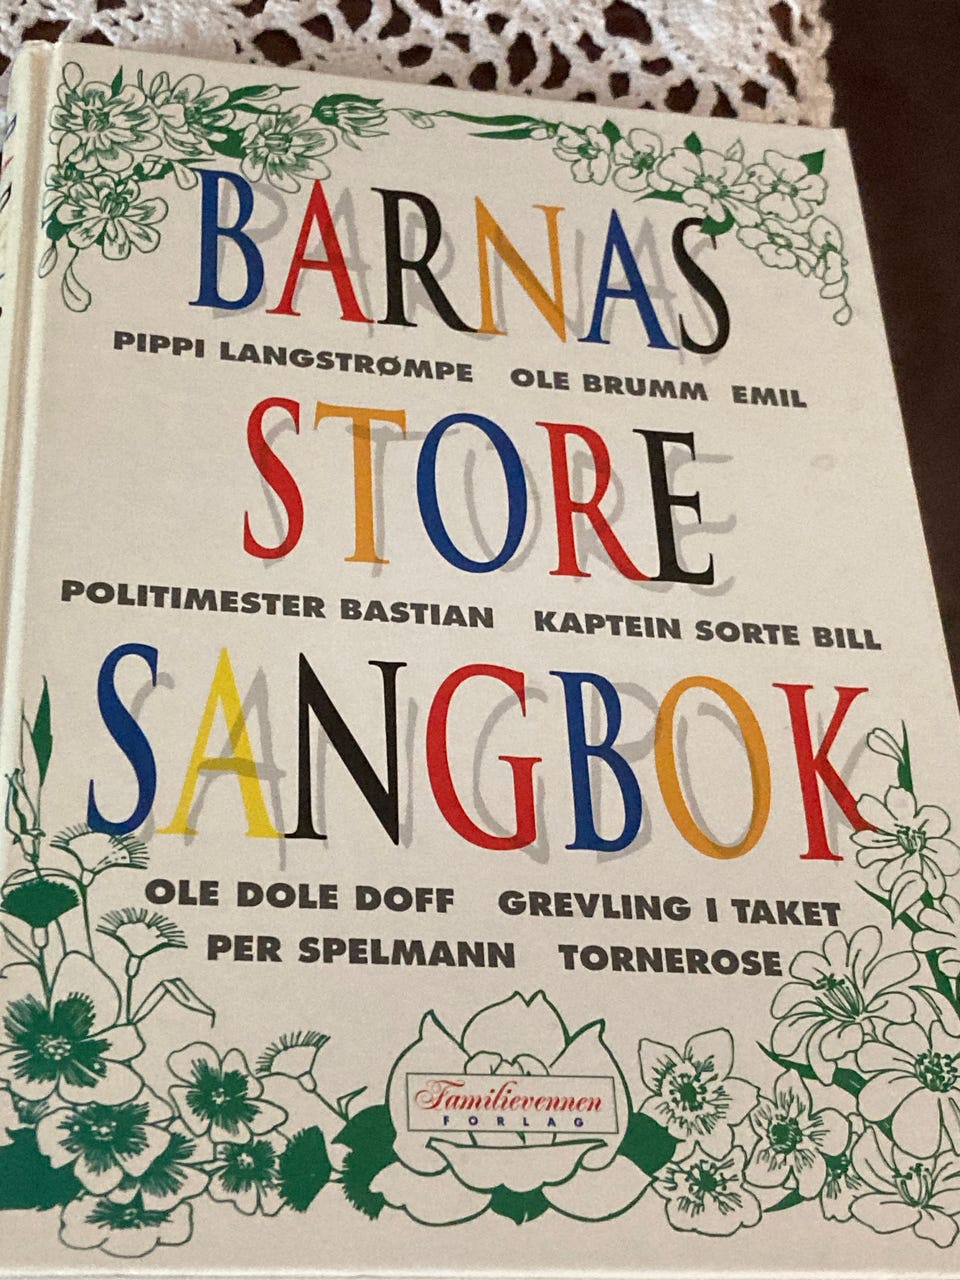 BARNAS
PIPPI LANGSTRØMPE OLE BRUMM EMIL
STORE
POLITIMESTER BASTIAN KAPTEIN SORTE BILL
SANGBOK
OLE DOLE DOFF GREVLING I TAKET
PER SPELMANN TORNEROSE
Familievennen
FORLAG